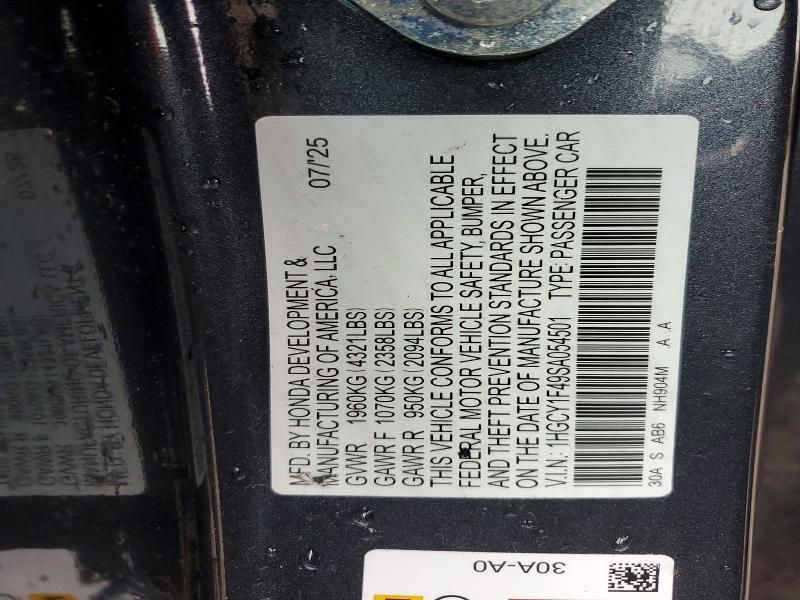 MFD. BY HONDA DEVELOPMENT &
MANUFACTURING OF AMERICA, LLC 07/'25
GVWR 1960KG(4321LBS)
GAWR F 1070KG(2358LBS)
GAWR R 950KG(2094LBS)
THIS VEHICLE CONFORMS TO ALL APPLICABLE
FEDERAL MOTOR VEHICLE SAFETY, BUMPER,
AND THEFT PREVENTION STANDARDS IN EFFECT
ON THE DATE OF MANUFACTURE SHOWN ABOVE.
V.I.N.: 1HGCY1F49SA054501 TYPE: PASSENGER CAR
30A S AB6 NH904M A A
30A-A0